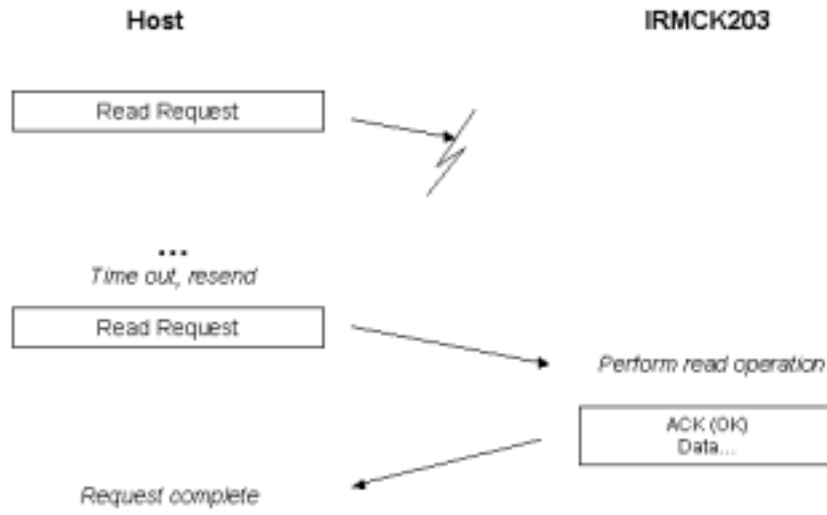 Host
IRMCK203
Read Request
...
Time out, resend
Read Request
Perform read operation
ACK (OK)
Data...
Request complete